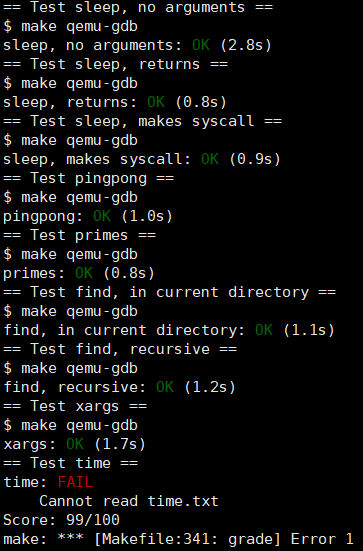 == Test sleep, no arguments ==
$ make qemu-gdb
sleep, no arguments: OK (2.8s)
== Test sleep, returns ==
$ make qemu-gdb
sleep, returns: OK (0.8s)
== Test sleep, makes syscall ==
$ make qemu-gdb
sleep, makes syscall: OK (0.9s)
== Test pingpong ==
$ make qemu-gdb
pingpong: OK (1.0s)
== Test primes ==
$ make qemu-gdb
primes: OK (0.8s)
== Test find, in current directory ==
$ make qemu-gdb
find, in current directory: OK (1.1s)
== Test find, recursive ==
$ make qemu-gdb
find, recursive: OK (1.2s)
== Test xargs ==
$ make qemu-gdb
xargs: OK (1.7s)
== Test time ==
time: FAIL
    Cannot read time.txt
Score: 99/100
make: *** [Makefile:341: grade] Error 1